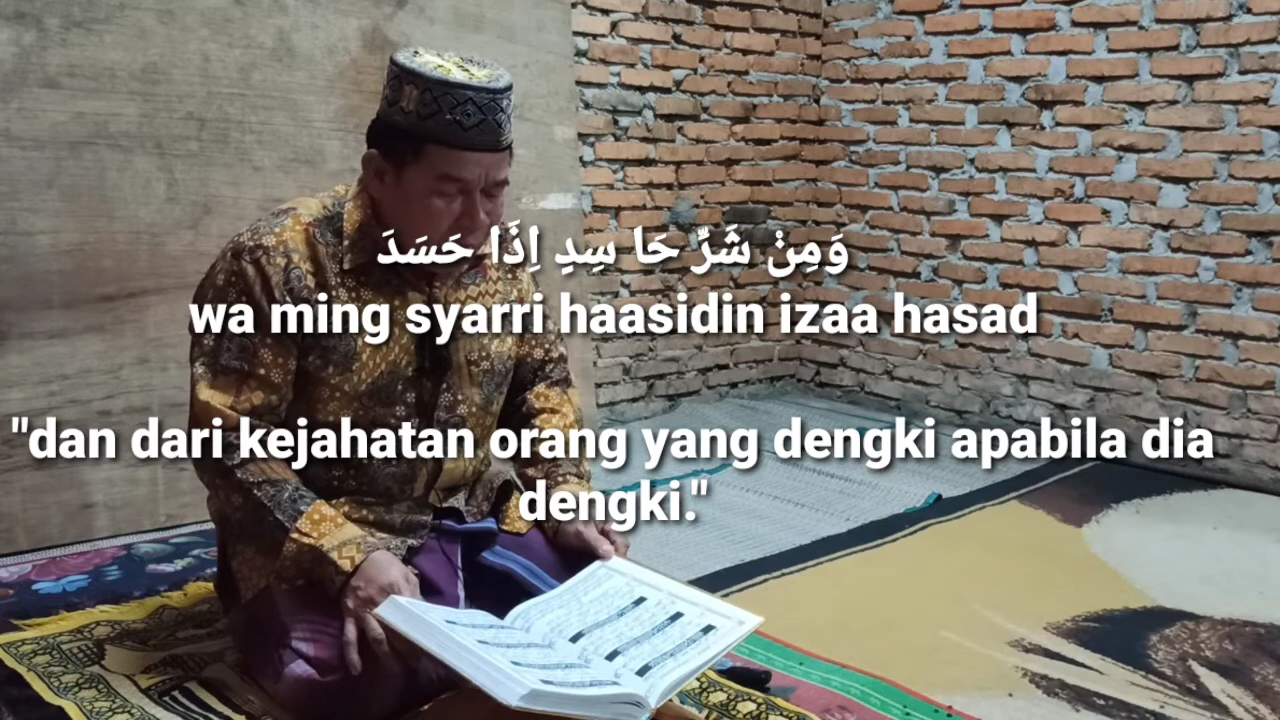 وَمِنْ شَرِّ حَا سِدٍ اِذَا حَسَدَ
wa ming syarri haasidin izaa hasad
"dan dari kejahatan orang yang dengki apabila dia
dengki."